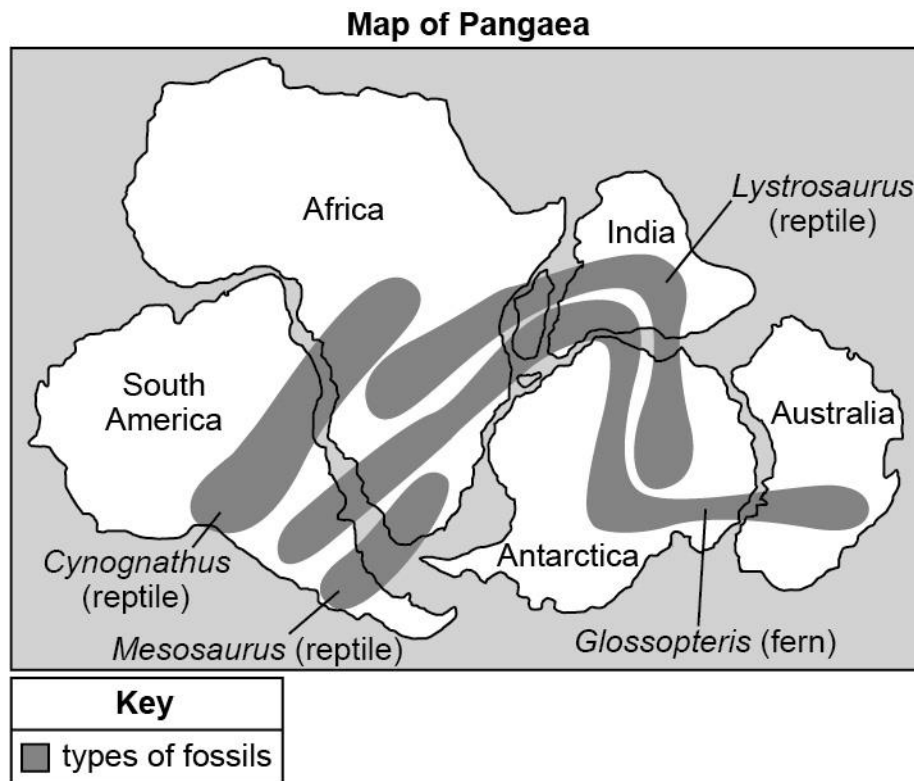 Map of Pangaea
Africa
India
Lystrosaurus
(reptile)
South
America
Australia
Antarctica
Cynognathus
(reptile)
Mesosaurus (reptile)
Glossopteris (fern)
Key
types of fossils